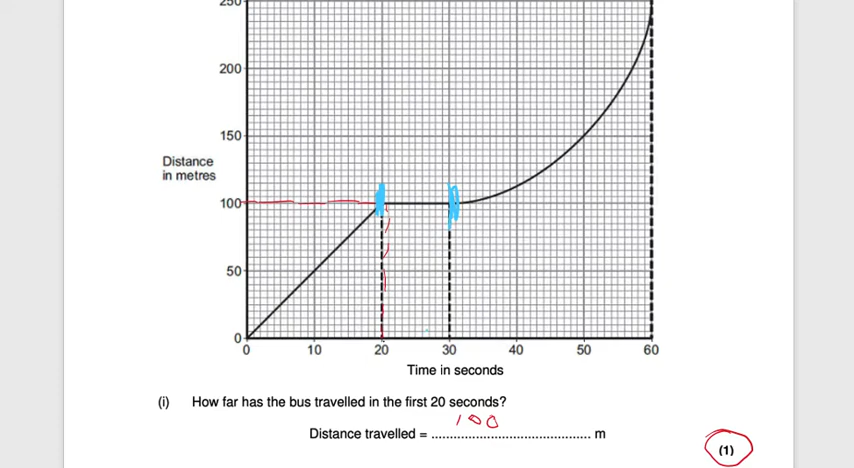 250
200
150
Distance
in metres
100
50
0
0 10 20 30 40 50 60
Time in seconds
(i) How far has the bus travelled in the first 20 seconds?
100
Distance travelled = .......................................... m
(1)